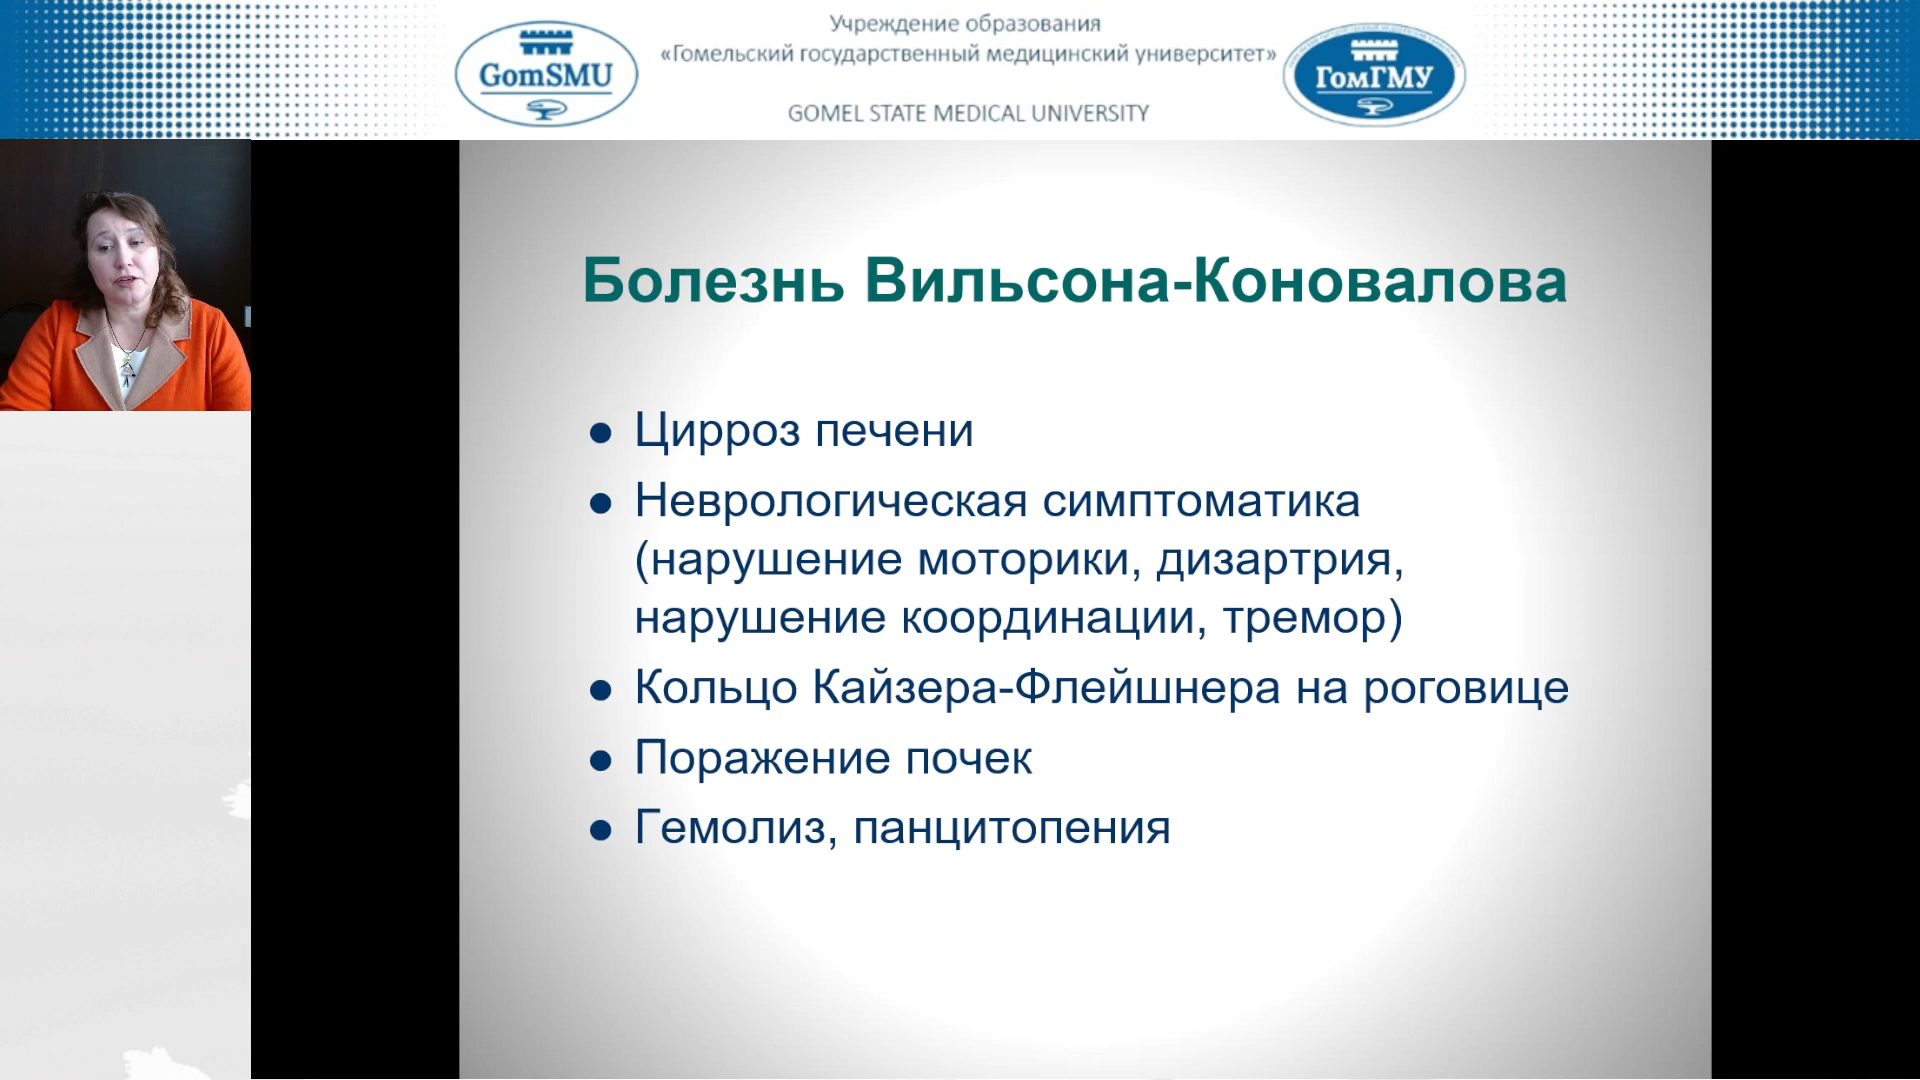 Учреждение образования
«Гомельский государственный медицинский университет»
GOMEL STATE MEDICAL UNIVERSITY
GomSMU
ГомГМУ
Болезнь Вильсона-Коновалова
● Цирроз печени
● Неврологическая симптоматика
(нарушение моторики, дизартрия,
нарушение координации, тремор)
● Кольцо Кайзера-Флейшнера на роговице
● Поражение почек
● Гемолиз, панцитопения